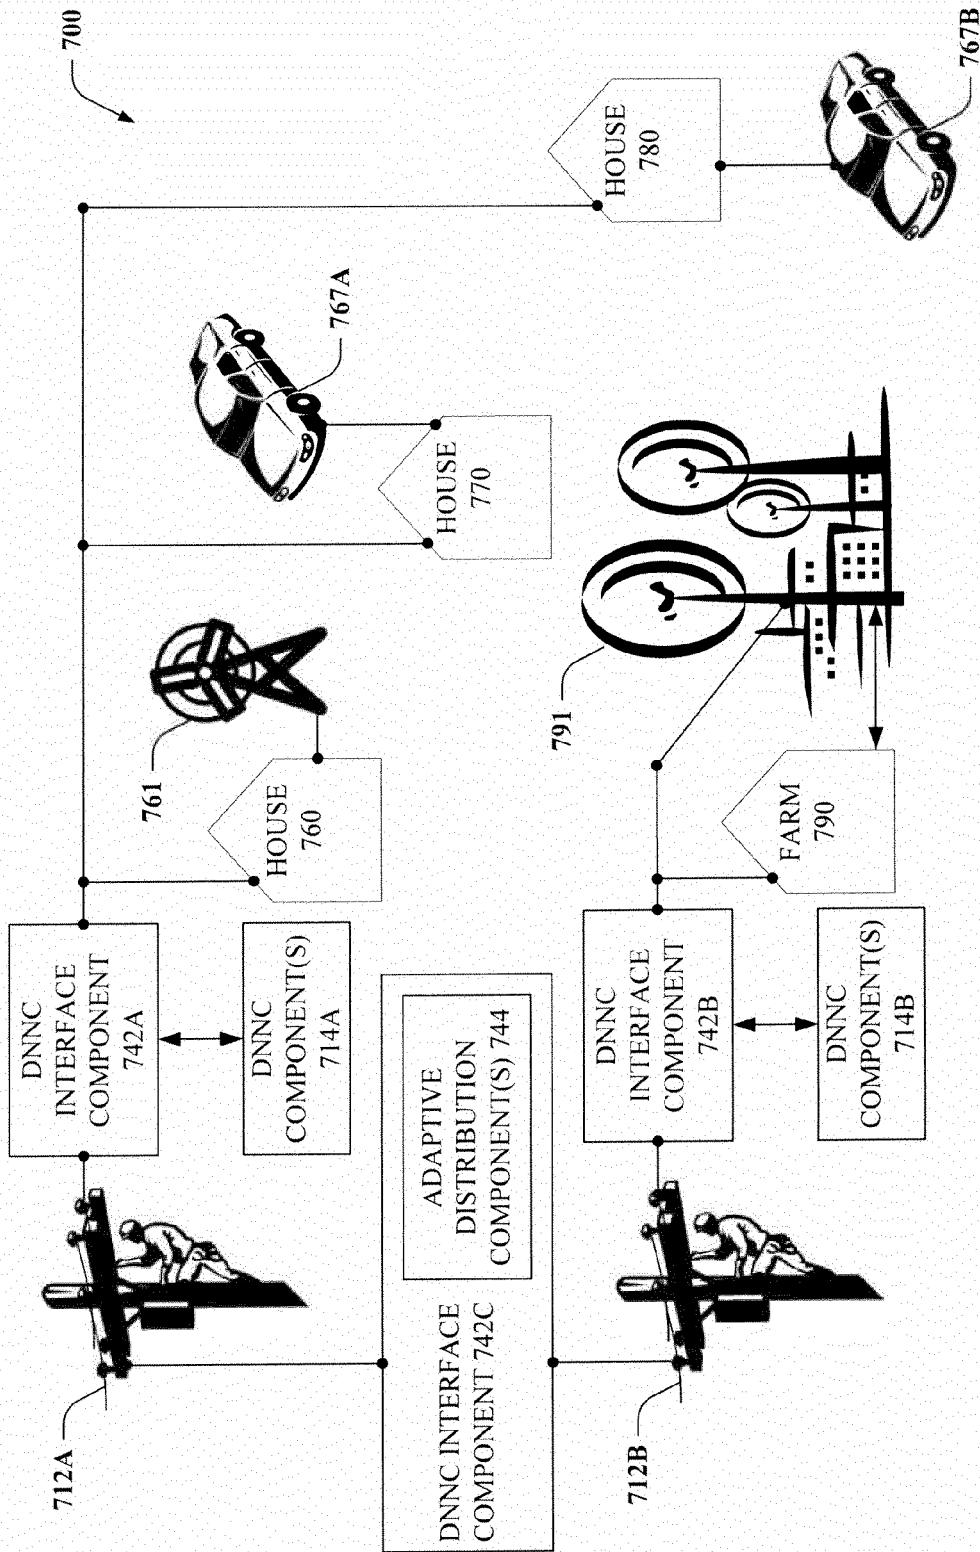 700
712A
DNNC
INTERFACE
COMPONENT
742A
DNNC
COMPONENT(S)
714A
761
HOUSE
760
767A
HOUSE
770
HOUSE
780
767B
DNNC INTERFACE
COMPONENT 742C
ADAPTIVE
DISTRIBUTION
COMPONENT(S) 744
712B
DNNC
INTERFACE
COMPONENT
742B
DNNC
COMPONENT(S)
714B
FARM
790
791